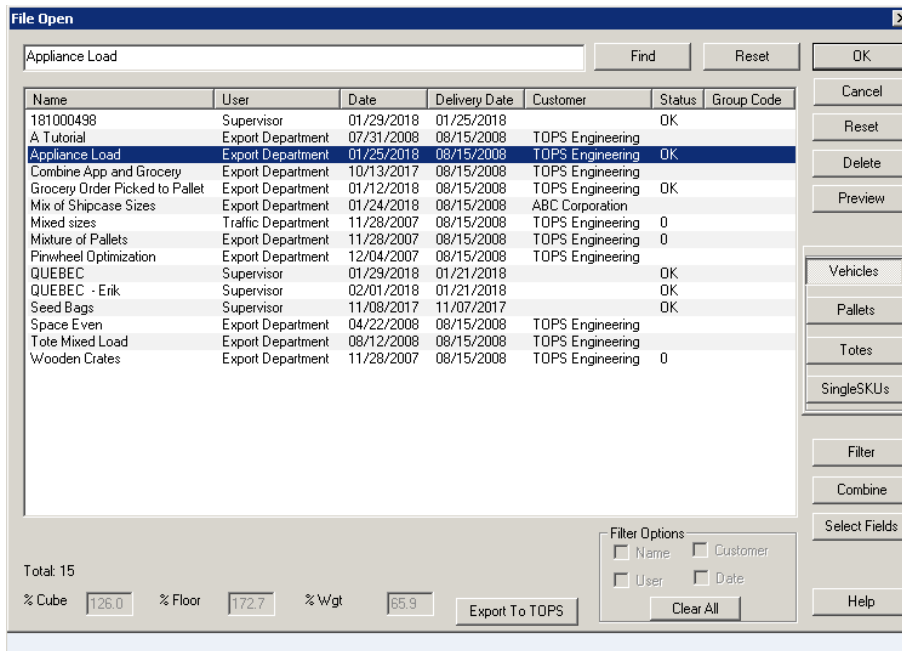 File Open
Appliance Load
Find
Reset
OK
Name User Date Delivery Date Customer Status Group Code
181000498 Supervisor 01/29/2018 01/25/2018 OK
A Tutorial Export Department 07/31/2008 08/15/2008 TOPS Engineering
Appliance Load Export Department 01/25/2018 08/15/2008 TOPS Engineering OK
Combine App and Grocery Export Department 10/13/2017 08/15/2008 TOPS Engineering
Grocery Order Picked to Pallet Export Department 01/12/2018 08/15/2008 TOPS Engineering OK
Mix of Shipcase Sizes Export Department 01/24/2018 08/15/2008 ABC Corporation
Mixed sizes Traffic Department 11/28/2007 08/15/2008 TOPS Engineering 0
Mixture of Pallets Export Department 11/28/2007 08/15/2008 TOPS Engineering 0
Pinwheel Optimization Export Department 12/04/2007 08/15/2008 TOPS Engineering
QUEBEC Supervisor 01/29/2018 01/21/2018 OK
QUEBEC - Erik Supervisor 02/01/2018 01/21/2018 OK
Seed Bags Supervisor 11/08/2017 11/07/2017 OK
Space Even Export Department 04/22/2008 08/15/2008 TOPS Engineering
Tote Mixed Load Export Department 08/12/2008 08/15/2008 TOPS Engineering
Wooden Crates Export Department 11/28/2007 08/15/2008 TOPS Engineering 0
Cancel
Reset
Delete
Preview
Vehicles
Pallets
Totes
SingleSKUs
Filter
Combine
Select Fields
Help
Filter Options
Name Customer
User Date
Clear All
Total: 15
% Cube 126.0 % Floor 172.7 % Wgt 65.9
Export To TOPS